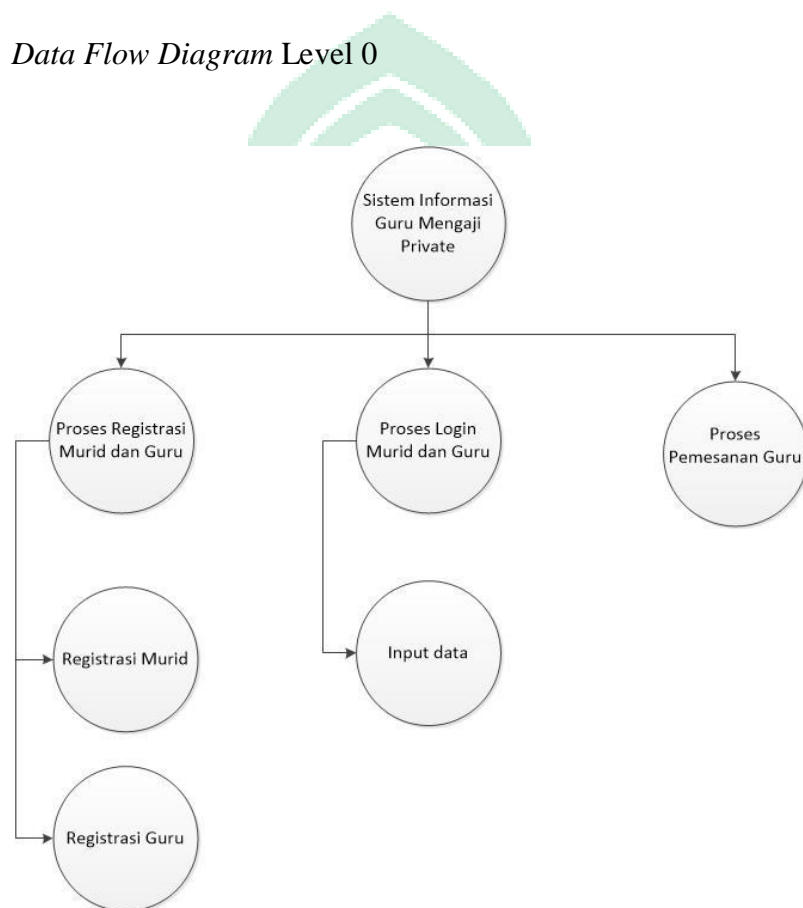 Data Flow Diagram Level 0
Sistem Informasi
Guru Mengaji
Private
Proses Registrasi
Murid dan Guru
Proses Login
Murid dan Guru
Proses
Pemesanan Guru
Registrasi Murid
Input data
Registrasi Guru